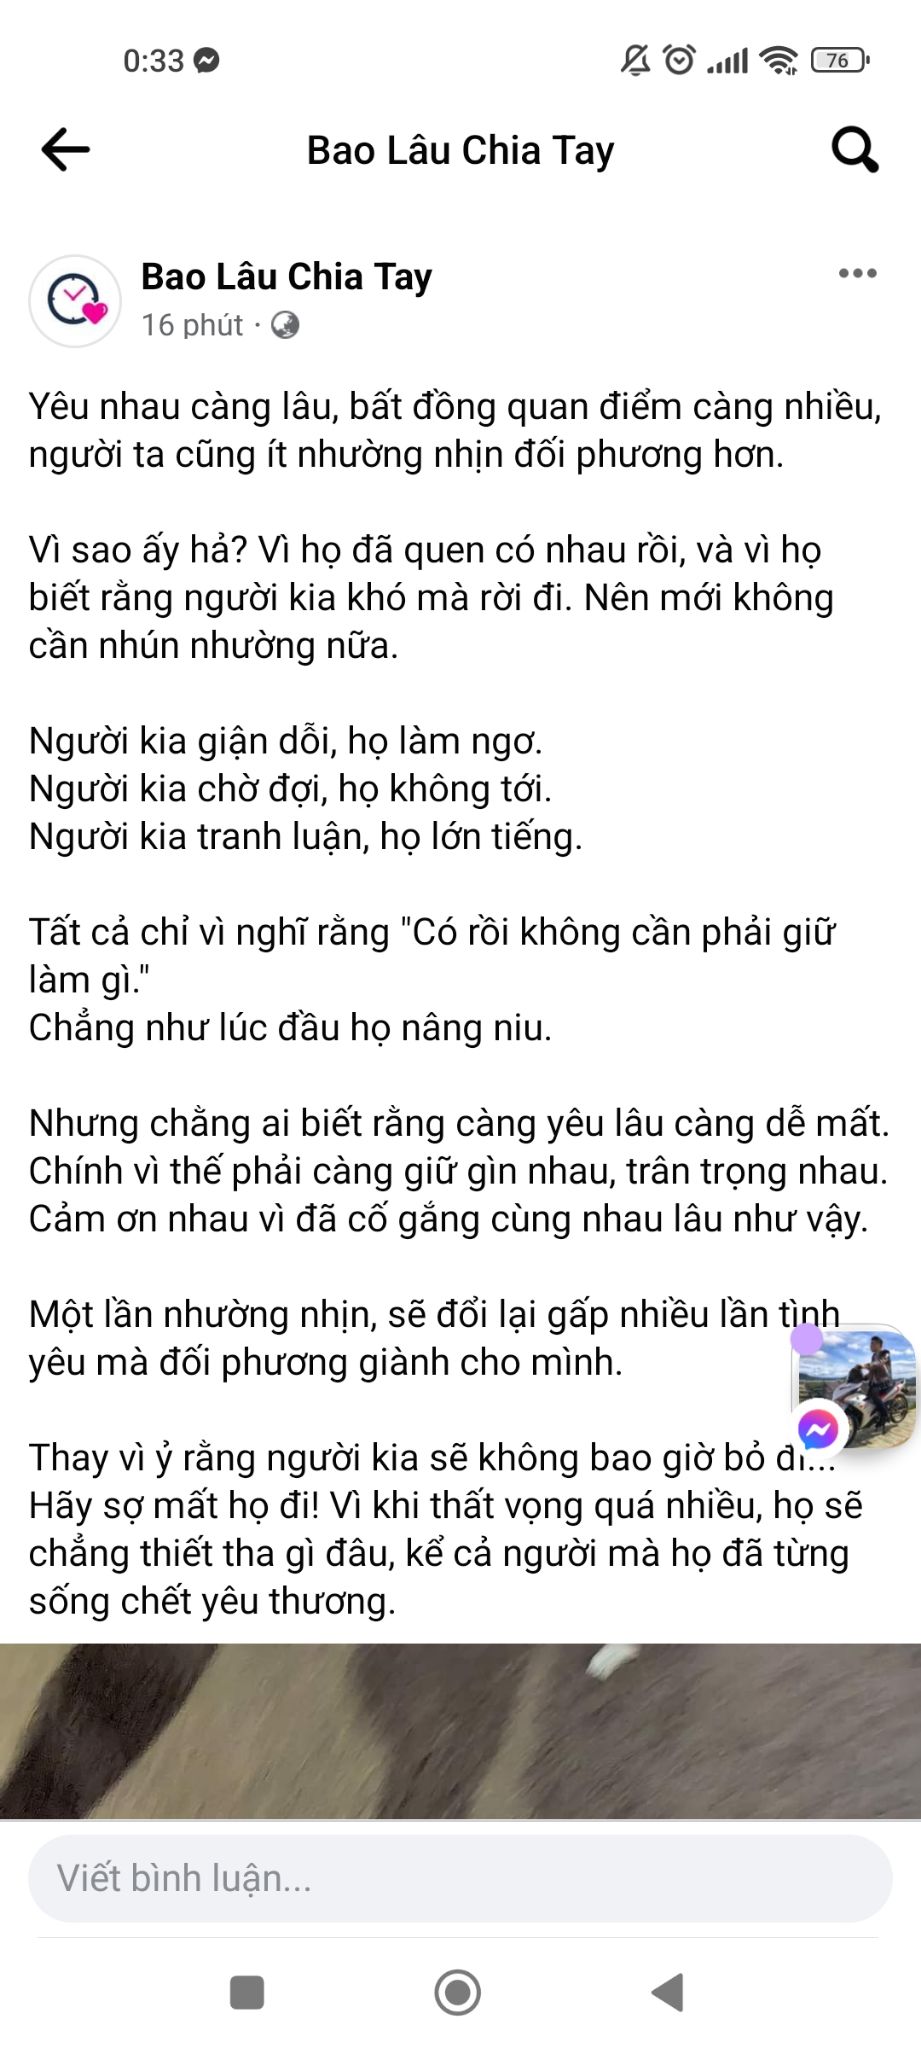 0:33
76
Bao Lâu Chia Tay
Bao Lâu Chia Tay
16 phút ·
Yêu nhau càng lâu, bất đồng quan điểm càng nhiều,
người ta cũng ít nhường nhịn đối phương hơn.
Vì sao ấy hả? Vì họ đã quen có nhau rồi, và vì họ
biết rằng người kia khó mà rời đi. Nên mới không
cần nhún nhường nữa.
Người kia giận dỗi, họ làm ngơ.
Người kia chờ đợi, họ không tới.
Người kia tranh luận, họ lớn tiếng.
Tất cả chỉ vì nghĩ rằng "Có rồi không cần phải giữ
làm gì."
Chẳng như lúc đầu họ nâng niu.
Nhưng chằng ai biết rằng càng yêu lâu càng dễ mất.
Chính vì thế phải càng giữ gìn nhau, trân trọng nhau.
Cảm ơn nhau vì đã cố gắng cùng nhau lâu như vậy.
Một lần nhường nhịn, sẽ đổi lại gấp nhiều lần tình
yêu mà đối phương giành cho mình.
Thay vì ỷ rằng người kia sẽ không bao giờ bỏ đi...
Hãy sợ mất họ đi! Vì khi thất vọng quá nhiều, họ sẽ
chẳng thiết tha gì đâu, kể cả người mà họ đã từng
sống chết yêu thương.
Viết bình luận...